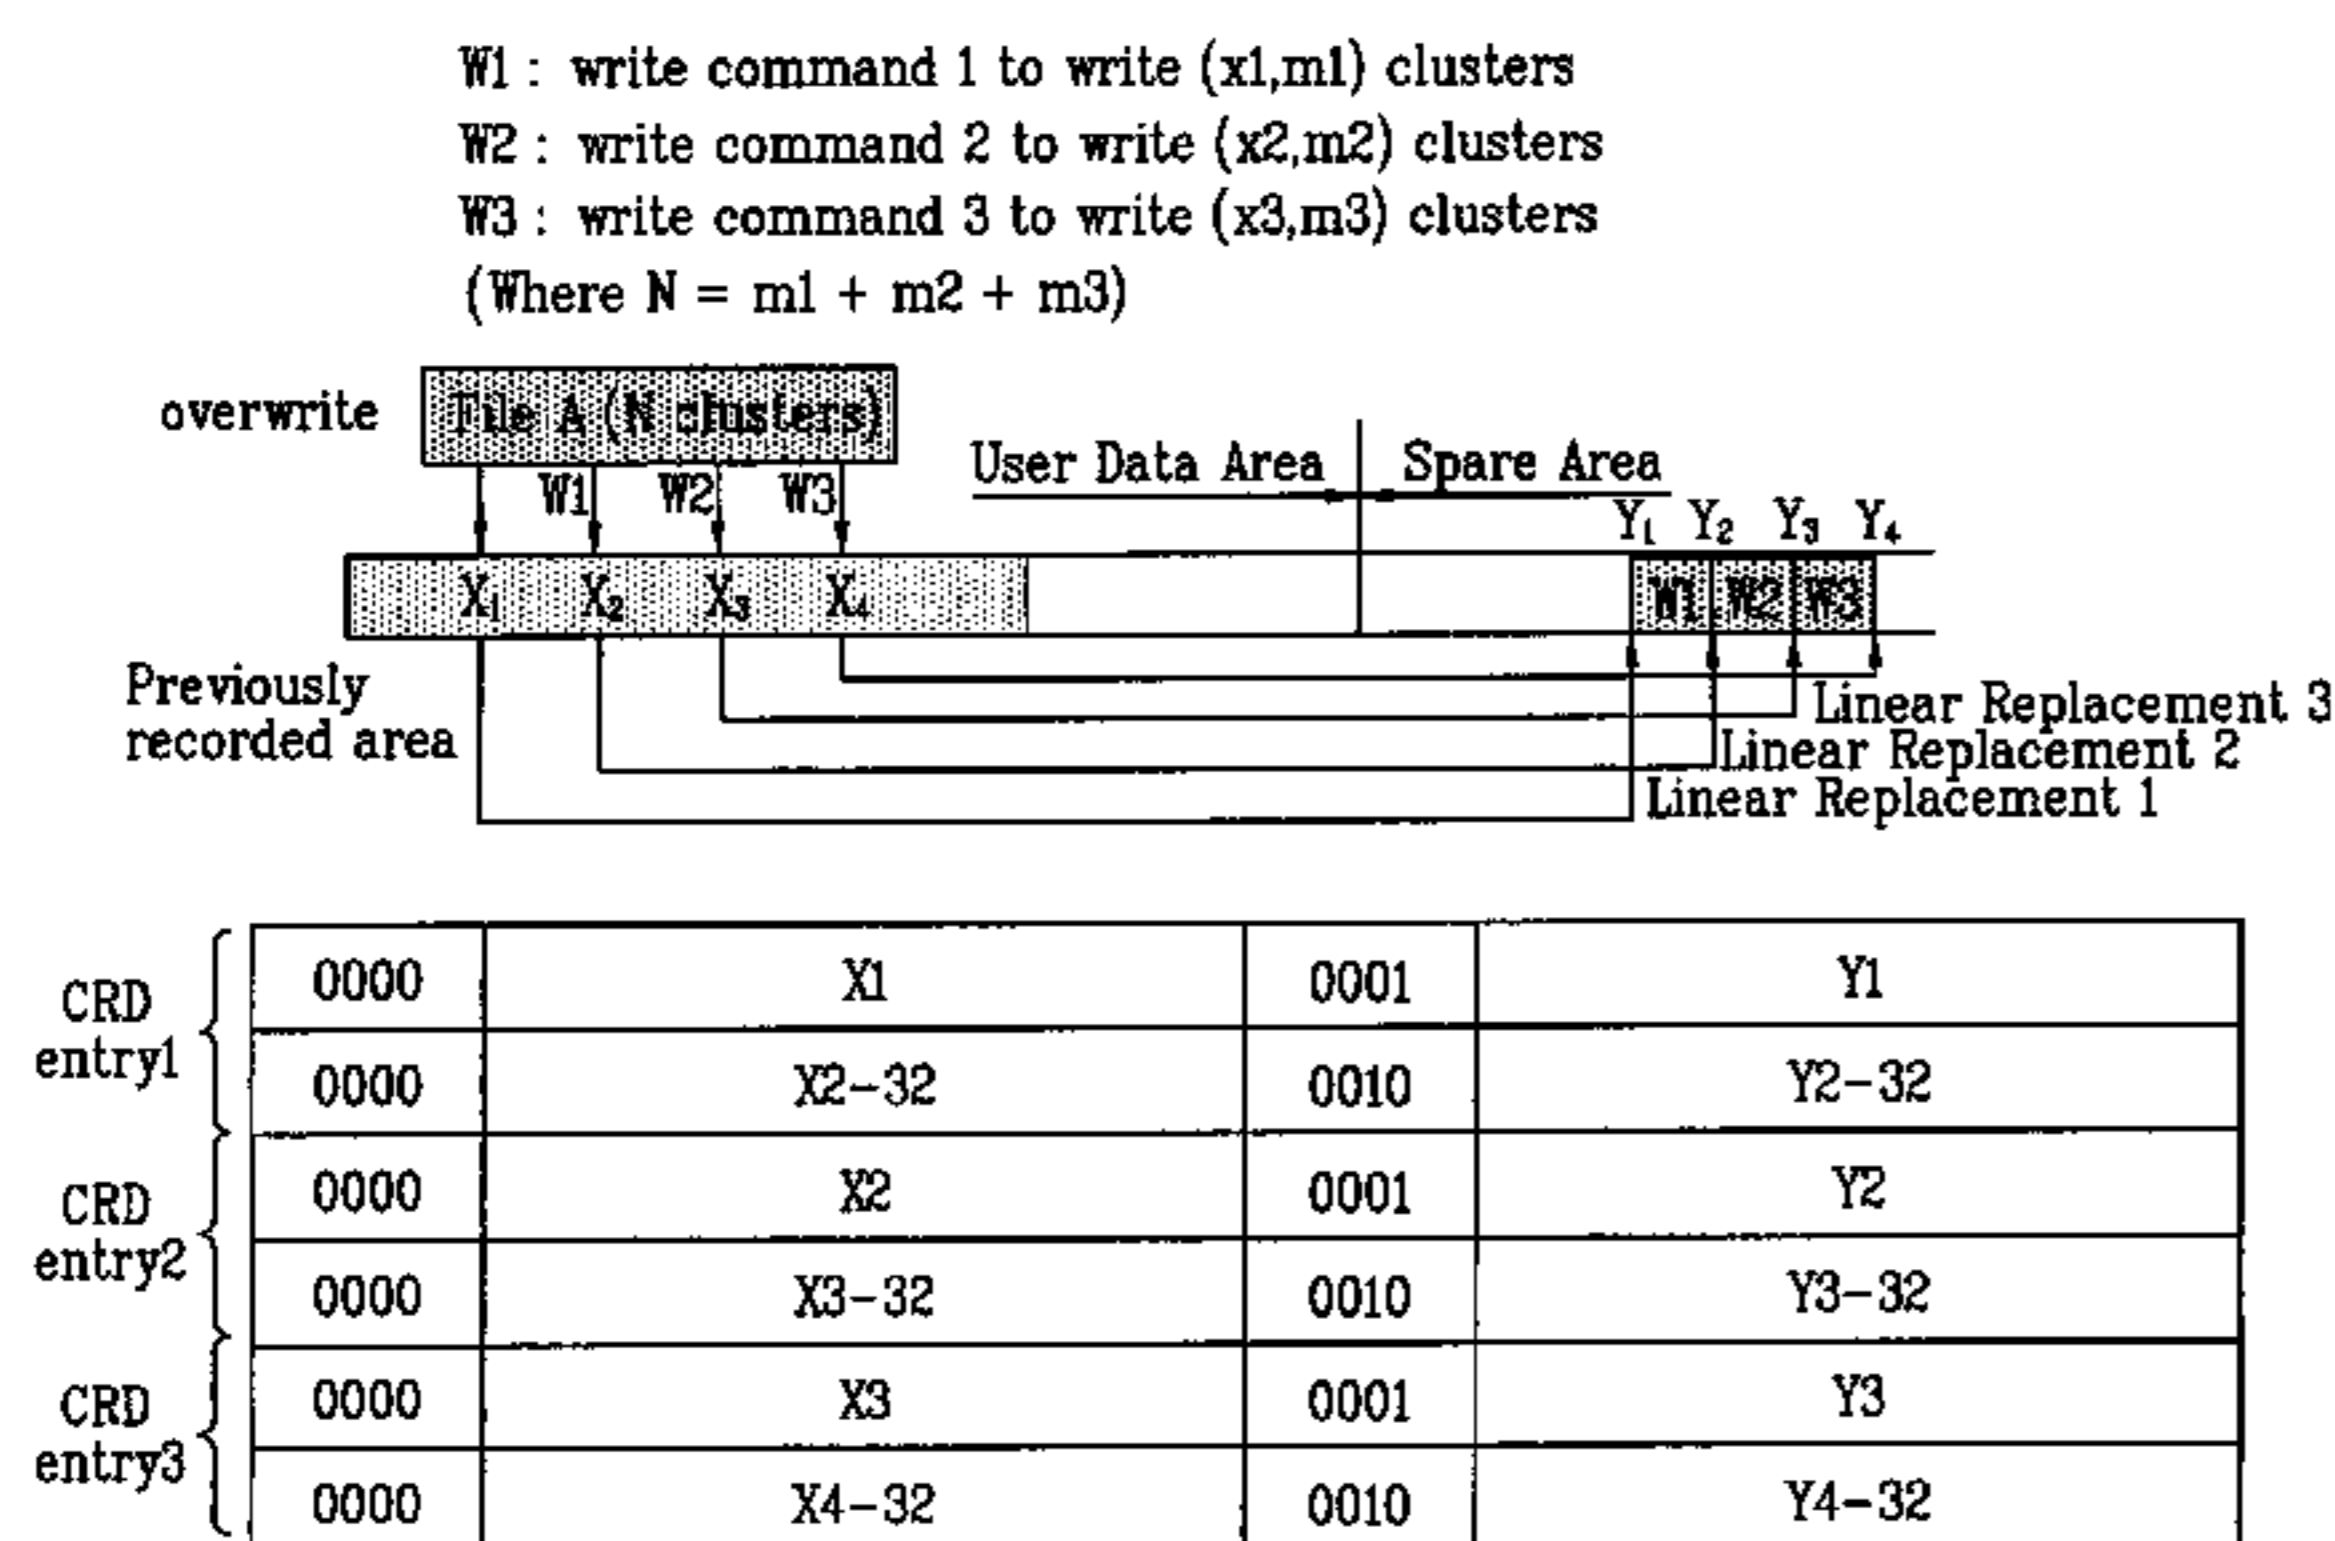 W1 : write command 1 to write (x1,m1) clusters
W2 : write command 2 to write (x2,m2) clusters
W3 : write command 3 to write (x3,m3) clusters
(Where N = m1 + m2 + m3)
overwrite
File A (N clusters)
User Data Area
Spare Area
W1 W2 W3
Y1 Y2 Y3 Y4
X1 X2 X3 X4
W1 W2 W3
Previously
recorded area
Linear Replacement 3
Linear Replacement 2
Linear Replacement 1
CRD
entry1
0000 X1 0001 Y1
0000 X2-32 0010 Y2-32
CRD
entry2
0000 X2 0001 Y2
0000 X3-32 0010 Y3-32
CRD
entry3
0000 X3 0001 Y3
0000 X4-32 0010 Y4-32